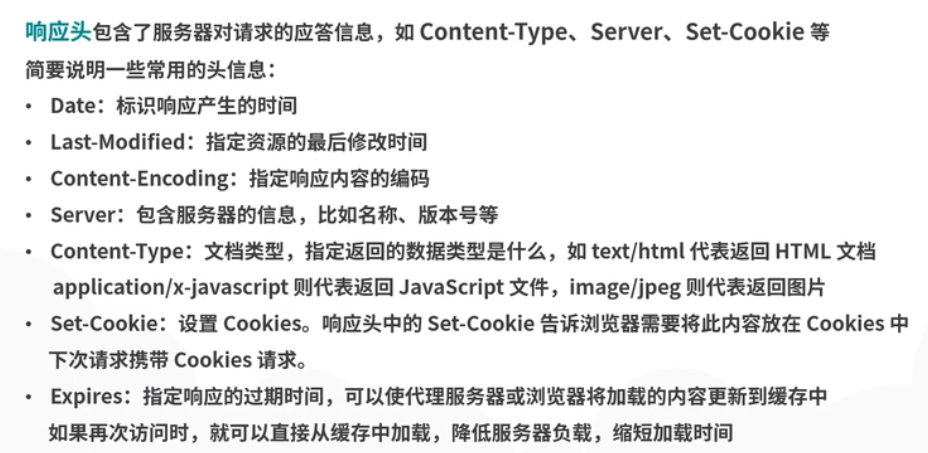 响应头包含了服务器对请求的应答信息，如 Content-Type、Server、Set-Cookie 等
简要说明一些常用的头信息：
• Date：标识响应产生的时间
• Last-Modified：指定资源的最后修改时间
• Content-Encoding：指定响应内容的编码
• Server：包含服务器的信息，比如名称、版本号等
• Content-Type：文档类型，指定返回的数据类型是什么，如 text/html 代表返回 HTML 文档
application/x-javascript 则代表返回 JavaScript 文件，image/jpeg 则代表返回图片
• Set-Cookie：设置 Cookies。响应头中的 Set-Cookie 告诉浏览器需要将此内容放在 Cookies 中
下次请求携带 Cookies 请求。
• Expires：指定响应的过期时间，可以使代理服务器或浏览器将加载的内容更新到缓存中
如果再次访问时，就可以直接从缓存中加载，降低服务器负载，缩短加载时间